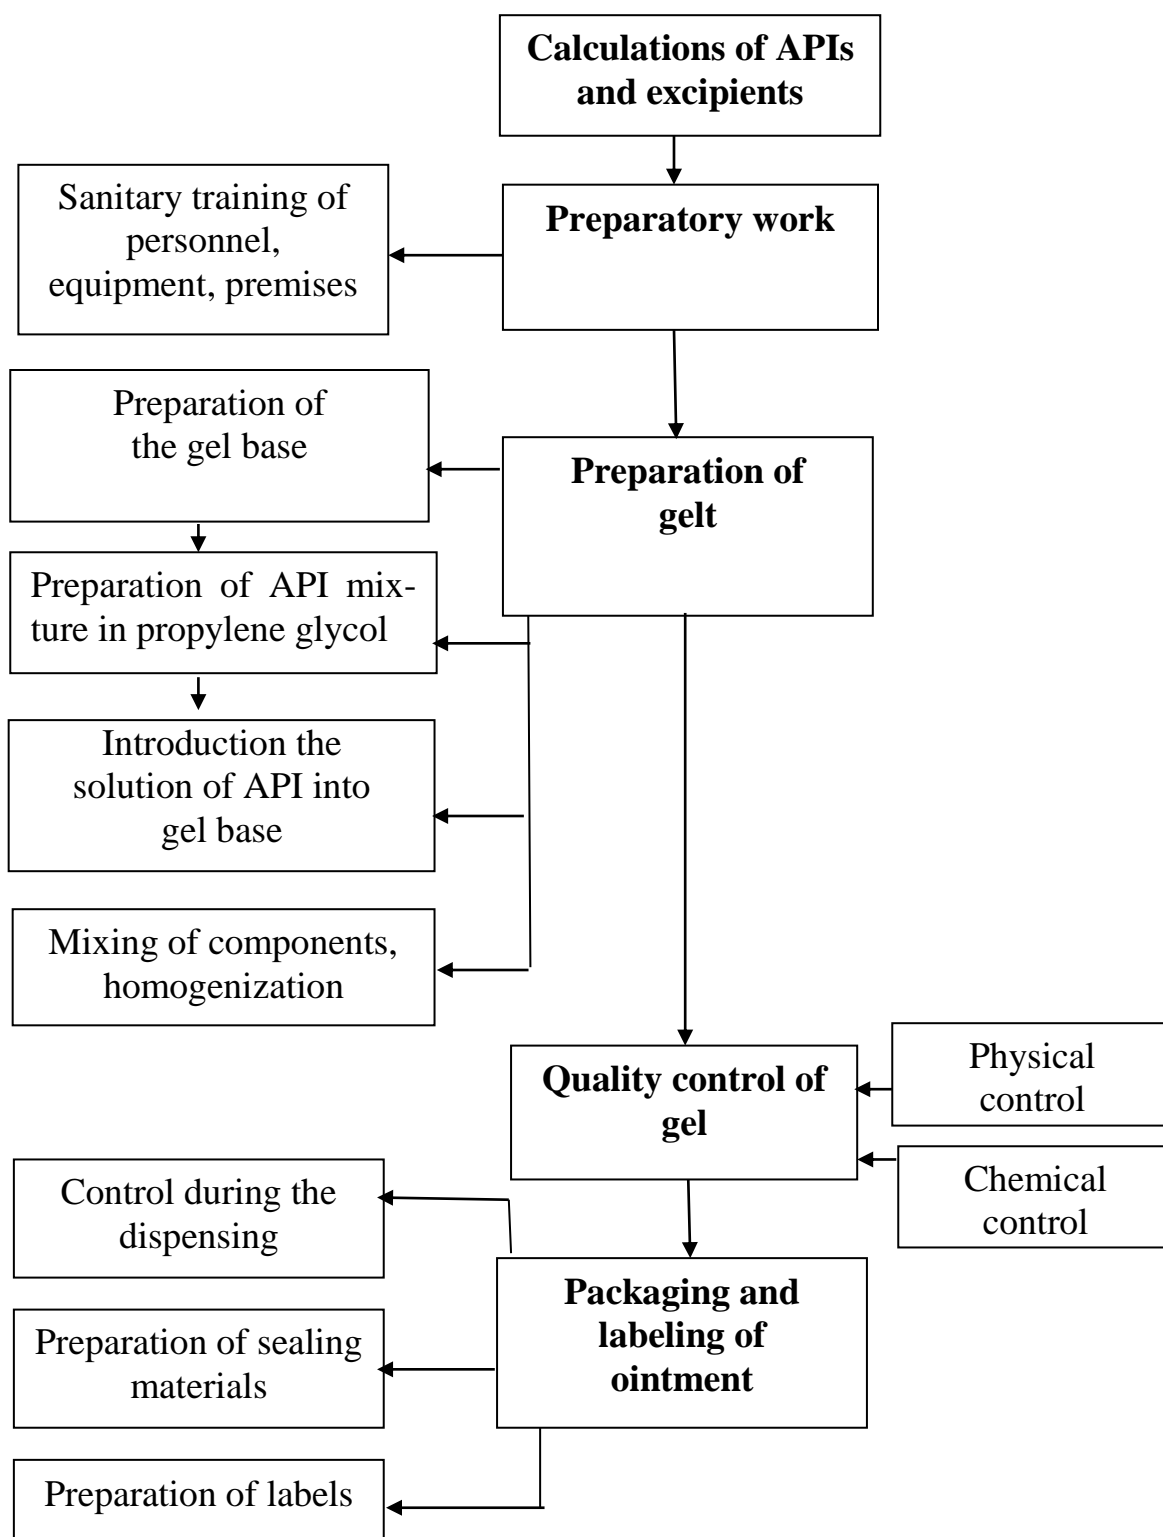 Calculations of APIs
and excipients
Sanitary training of
personnel,
equipment, premises
Preparatory work
Preparation of
the gel base
Preparation of
gelt
Preparation of API mix-
ture in propylene glycol
Introduction the
solution of API into
gel base
Mixing of components,
homogenization
Quality control of
gel
Physical
control
Chemical
control
Control during the
dispensing
Packaging and
labeling of
ointment
Preparation of sealing
materials
Preparation of labels